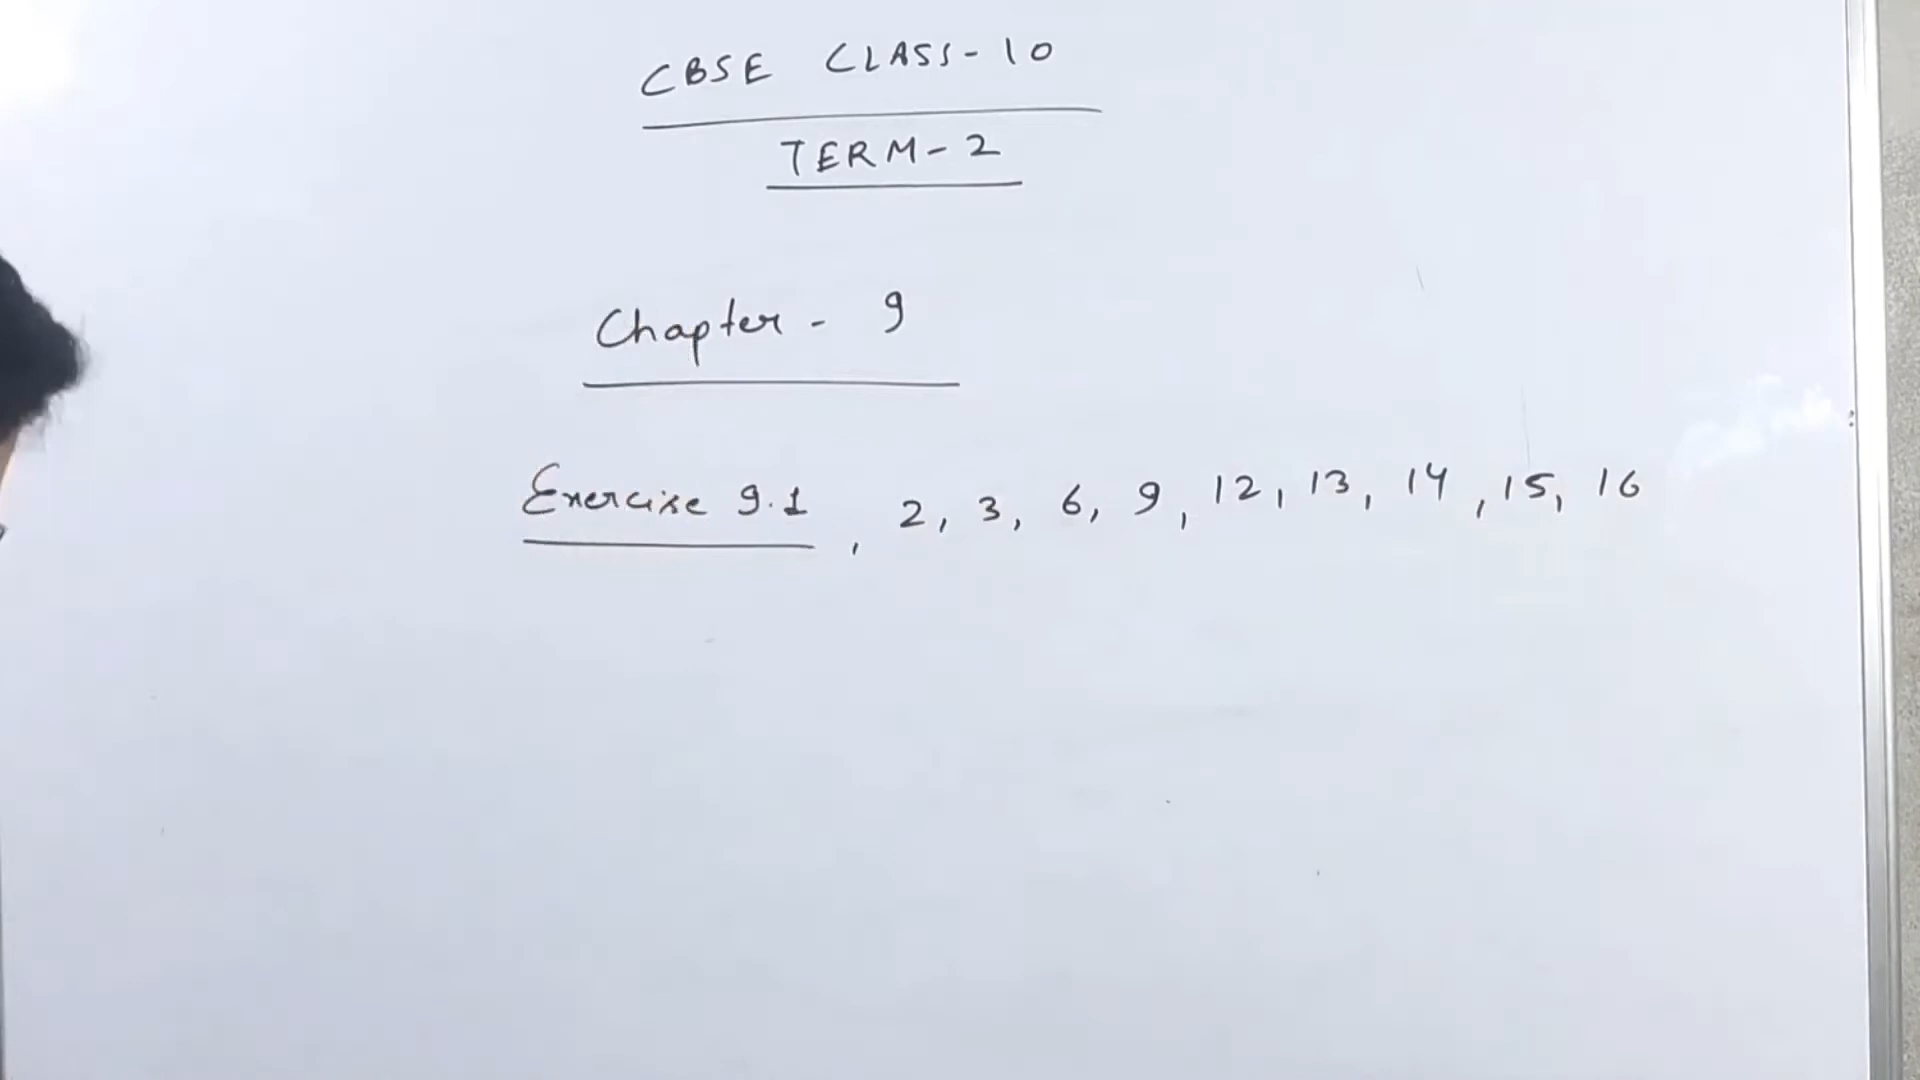 CBSE CLASS-10
TERM-2
Chapter - 9
Exercise 9.1, 2, 3, 6, 9, 12, 13, 14, 15, 16